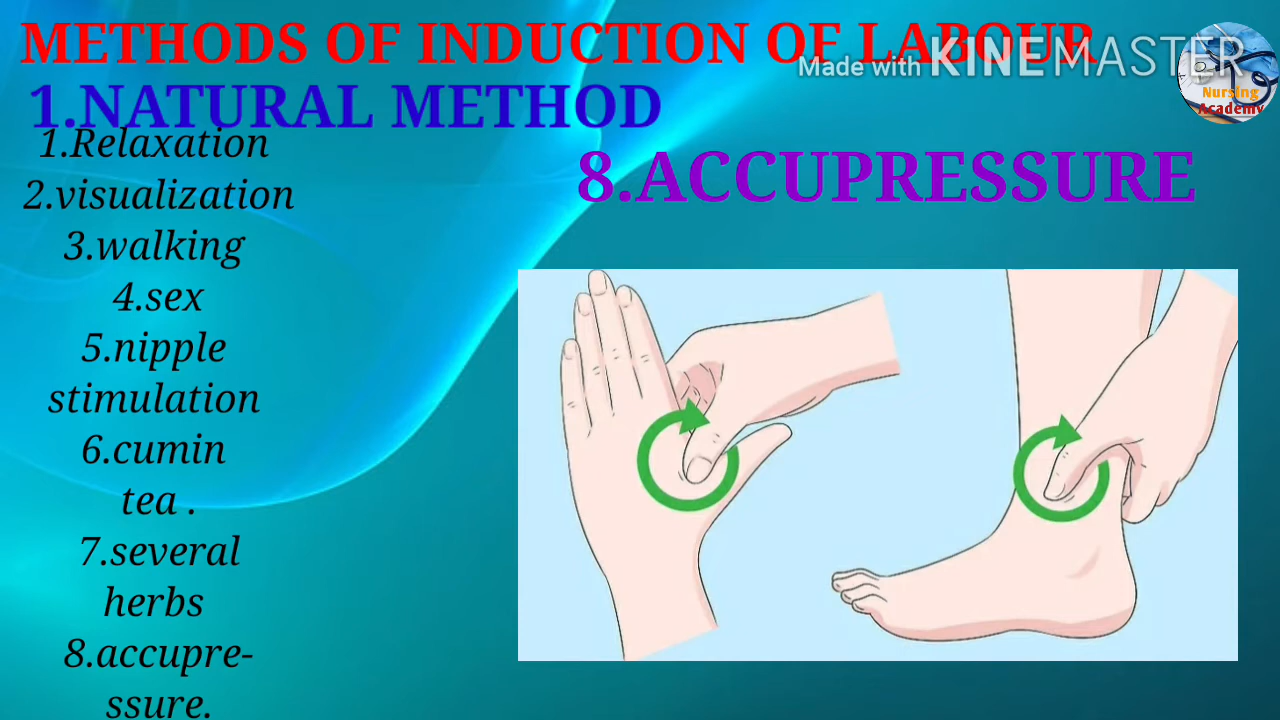 METHODS OF INDUCTION OF LABOUR
Made with KINEMASTER
Nursing
Academy
1.NATURAL METHOD
1.Relaxation
2.visualization
3.walking
4.sex
5.nipple
stimulation
6.cumin
tea .
7.several
herbs
8.accupre-
ssure.
8.ACCUPRESSURE